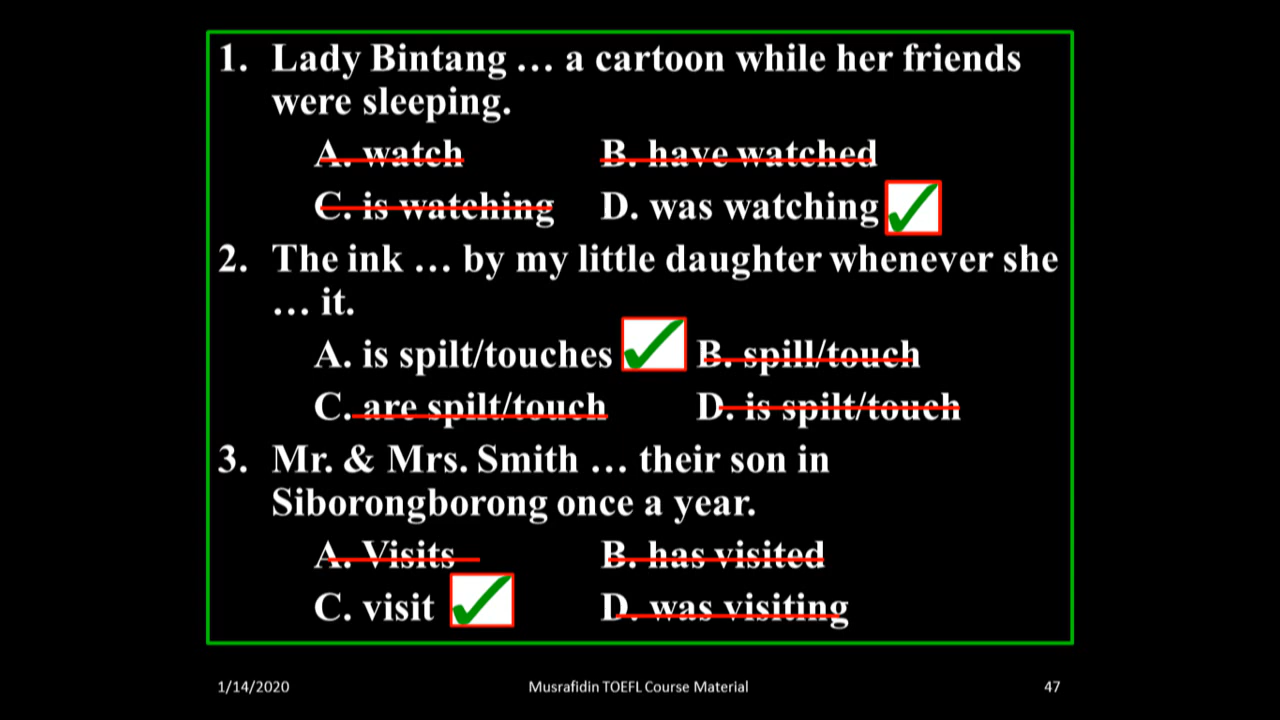 1. Lady Bintang … a cartoon while her friends
were sleeping.
A. watch B. have watched
C. is watching D. was watching
2. The ink … by my little daughter whenever she
… it.
A. is spilt/touches B. spill/touch
C. are spilt/touch D. is spilt/touch
3. Mr. & Mrs. Smith … their son in
Siborongborong once a year.
A. Visits B. has visited
C. visit D. was visiting
1/14/2020 Musrafidin TOEFL Course Material 47